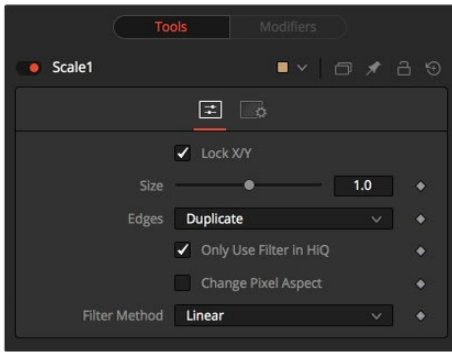 Tools Modifiers
Scale1
Lock X/Y
Size 1.0
Edges Duplicate
Only Use Filter in HiQ
Change Pixel Aspect
Filter Method Linear